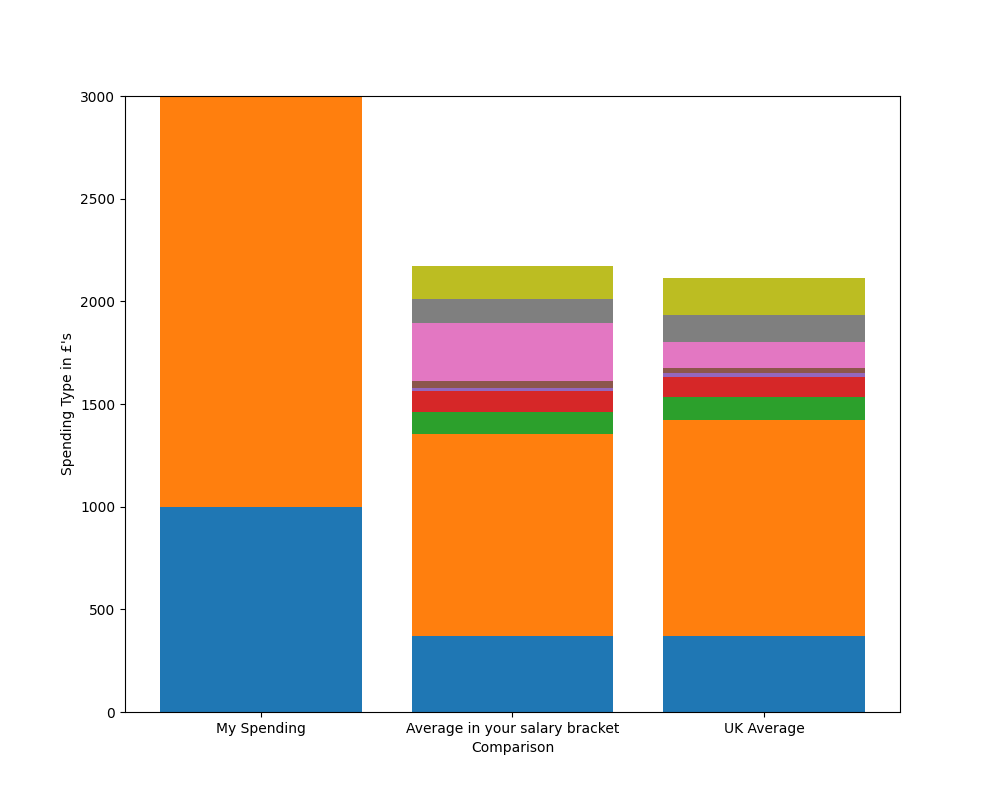 3000
2500
2000
1500
1000
500
0
Spending Type in £'s
My Spending
Average in your salary bracket
UK Average
Comparison